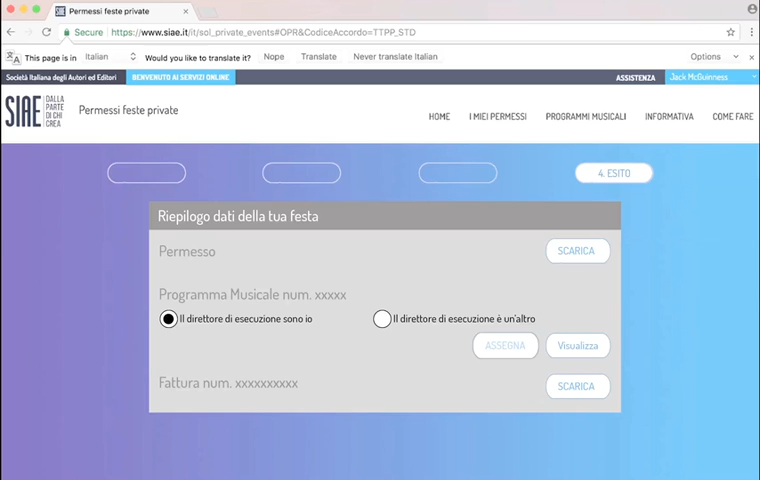 Permessi feste private
Secure https://www.siae.it/it/sol_private_events#OPR&CodiceAccordo=TTPP_STD
This page is in Italian Would you like to translate it? Nope Translate Never translate Italian Options
Società Italiana degli Autori ed Editori BENVENUTO AI SERVIZI ONLINE ASSISTENZA Jack McGuinness
SIAE
DALLA
PARTE
DI CHI
CREA
Permessi feste private
HOME I MIEI PERMESSI PROGRAMMI MUSICALI INFORMATIVA COME FARE
4. ESITO
Riepilogo dati della tua festa
Permesso SCARICA
Programma Musicale num. xxxxx
Il direttore di esecuzione sono io Il direttore di esecuzione è un'altro
ASSEGNA Visualizza
Fattura num. xxxxxxxxxx SCARICA